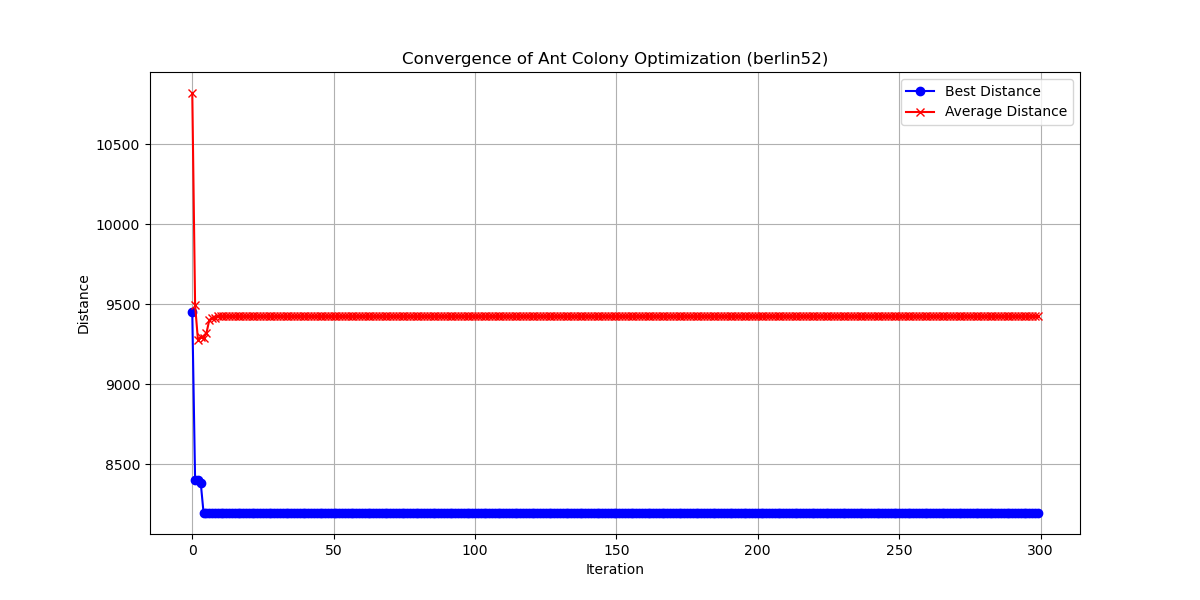 Convergence of Ant Colony Optimization (berlin52)
Best Distance
Average Distance
10500
10000
9500
9000
8500
Distance
0
50
100
150
200
250
300
Iteration